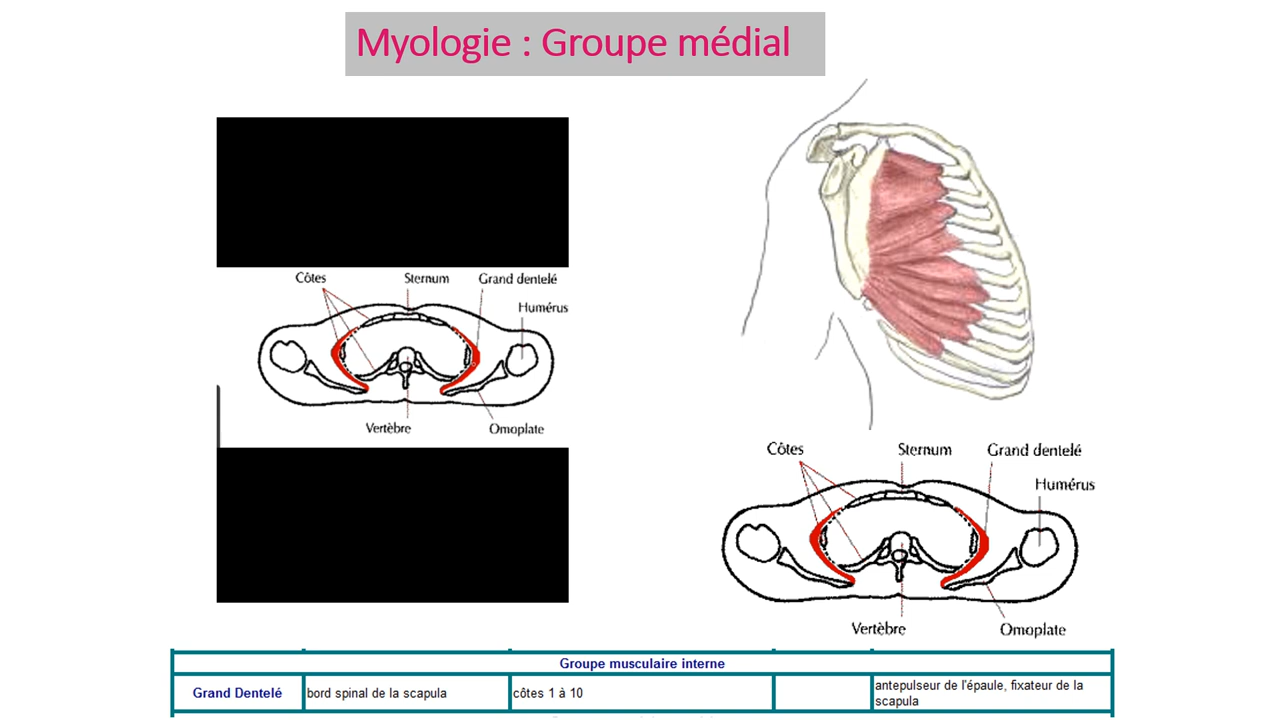 Myologie : Groupe médial
Côtes Sternum Grand dentelé
Humérus
Vertèbre Omoplate
Côtes Sternum Grand dentelé
Humérus
Vertèbre Omoplate
Groupe musculaire interne
Grand Dentelé bord spinal de la scapula côtes 1 à 10 antepulseur de l'épaule, fixateur de la
scapula